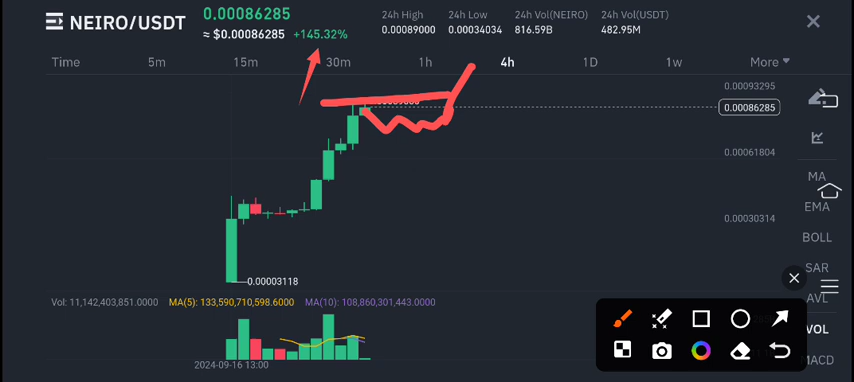 NEIRO/USDT
0.00086285
≈ $0.00086285 +145.32%
24h High
0.00089000
24h Low
0.00034034
24h Vol(NEIRO)
816.59B
24h Vol(USDT)
482.95M
Time 5m 15m 30m 1h 4h 1D 1w More
0.00093295
0.00086285
0.00061804
0.00030314
0.00003118
MA
EMA
BOLL
SAR
AVL
VOL
MACD
Vol: 11,142,403,851.0000 MA(5): 133,590,710,598.6000 MA(10): 108,860,301,443.0000
2024-09-16 13:00